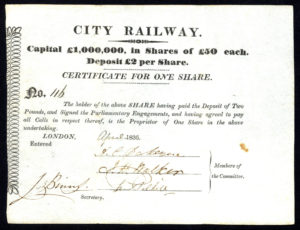 CITY RAILWAY.
Capital £1,000,000, in Shares of £50 each.
Deposit £2 per Share.
CERTIFICATE FOR ONE SHARE.
No. 116
The holder of the above SHARE having paid the Deposit of Two
Pounds, and Signed the Parliamentary Engagements, and having agreed to
pay all Calls in respect thereof, is the Proprietor of One Share in the above
undertaking.
LONDON, April 1836.
Entered
Members of
the Committee.
Secretary.